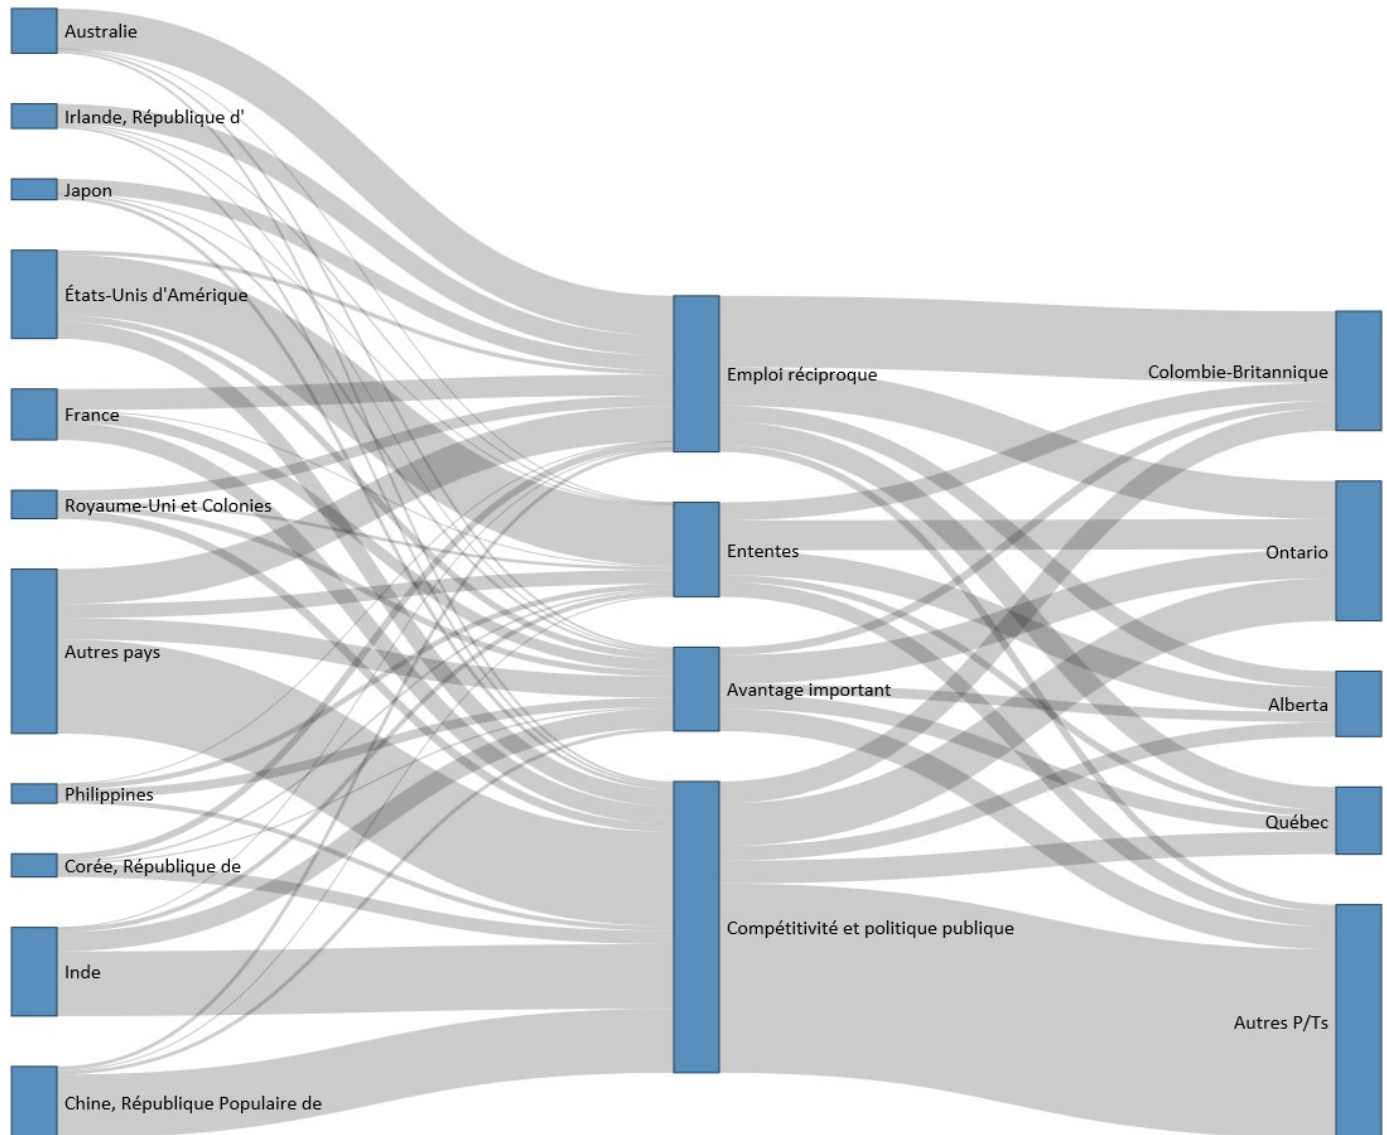 Australie
Irlande, République d'
Japon
États-Unis d'Amérique
France
Royaume-Uni et Colonies
Autres pays
Philippines
Corée, République de
Inde
Chine, République Populaire de
Emploi réciproque
Ententes
Avantage important
Compétitivité et politique publique
Colombie-Britannique
Ontario
Alberta
Québec
Autres P/Ts